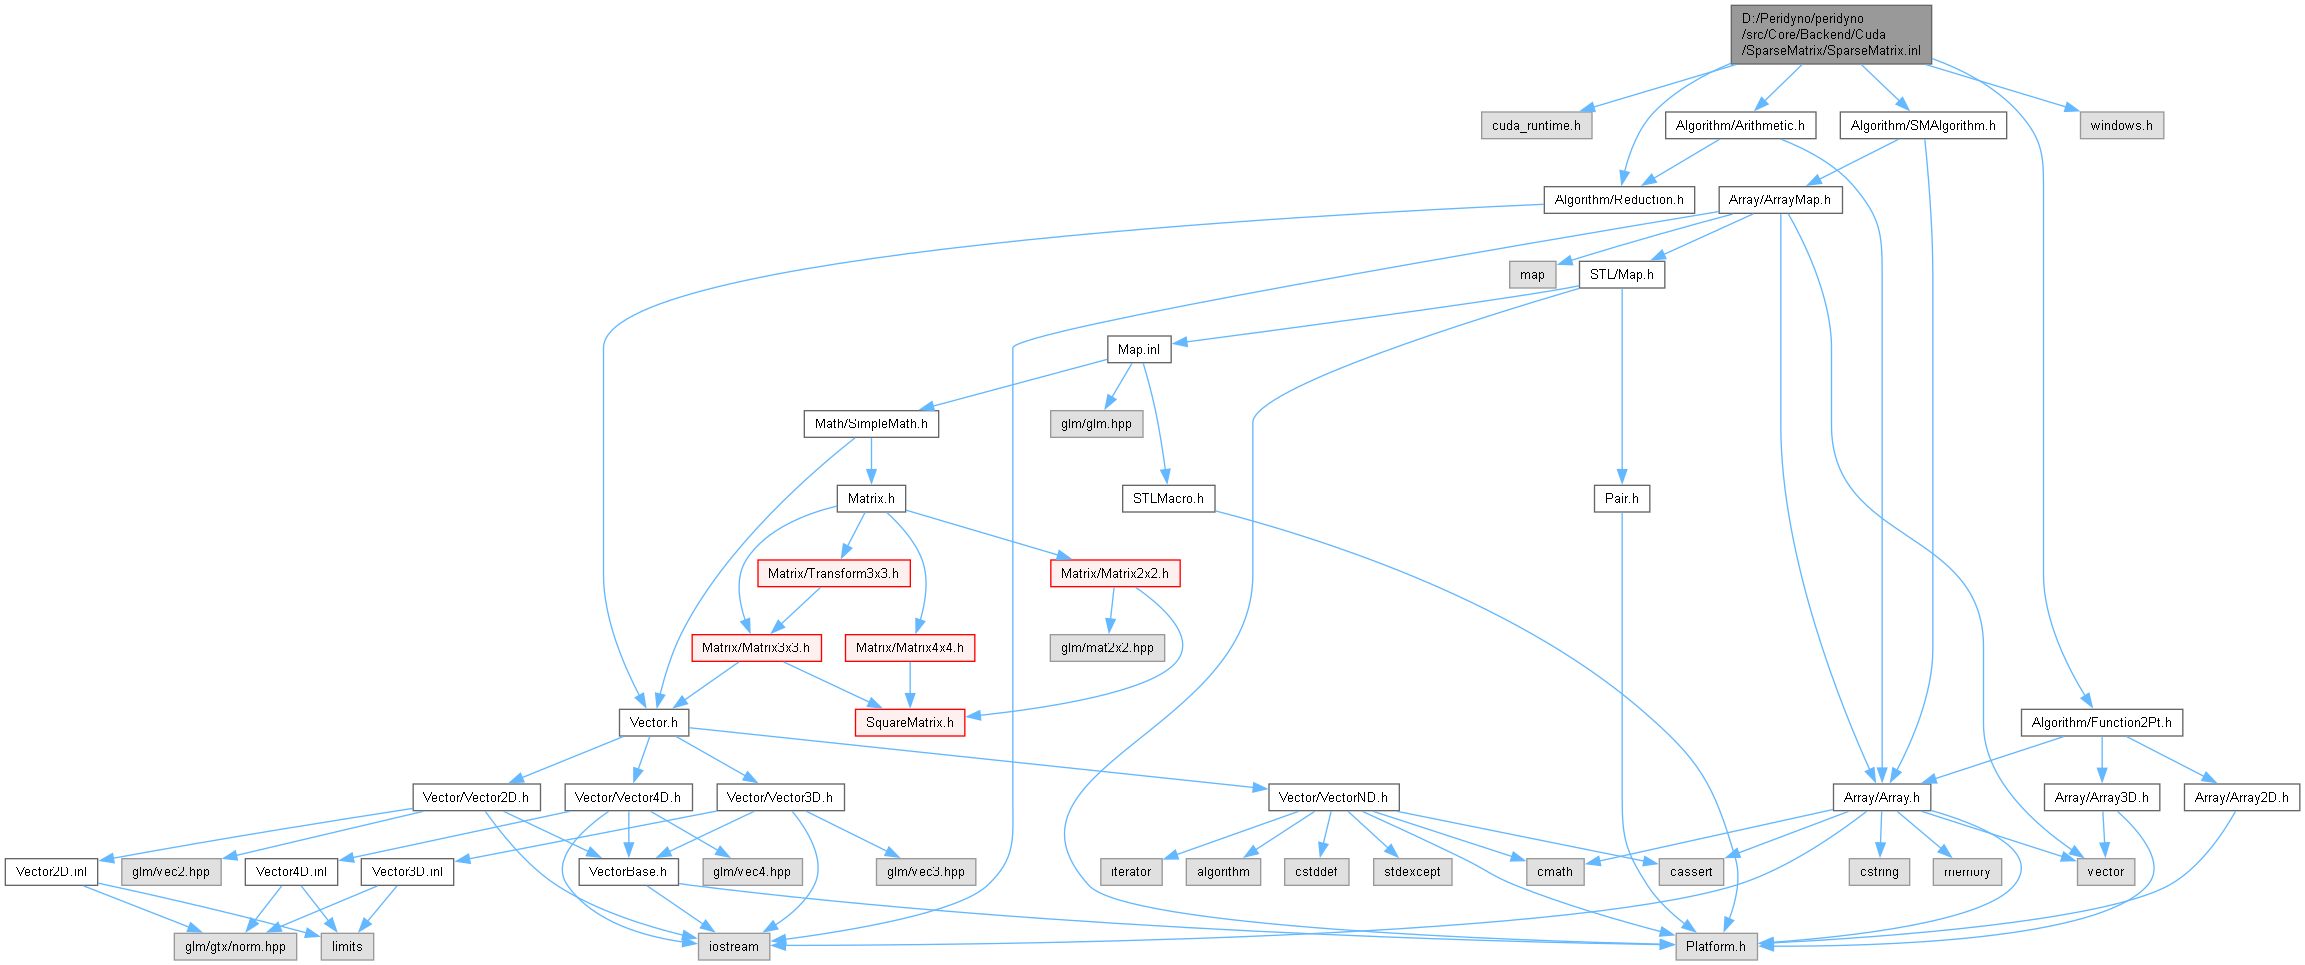 D:/Peridyno/peridyno
/src/Core/Backend/Cuda
/SparseMatrix/SparseMatrix.inl
cuda_runtime.h
Algorithm/Arithmetic.h
Algorithm/SMAlgorithm.h
windows.h
Algorithm/Reduction.h
Array/ArrayMap.h
map
STL/Map.h
Map.inl
Math/SimpleMath.h
glm/glm.hpp
Matrix.h
STLMacro.h
Pair.h
Matrix/Transform3x3.h
Matrix/Matrix2x2.h
Matrix/Matrix3x3.h
Matrix/Matrix4x4.h
glm/mat2x2.hpp
Vector.h
SquareMatrix.h
Algorithm/Function2Pt.h
Vector/Vector2D.h
Vector/Vector4D.h
Vector/Vector3D.h
Vector/VectorND.h
Array/Array.h
Array/Array3D.h
Array/Array2D.h
Vector2D.inl
glm/vec2.hpp
Vector4D.inl
Vector3D.inl
VectorBase.h
glm/vec4.hpp
glm/vec3.hpp
iterator
algorithm
cstddef
stdexcept
cmath
cassert
cstring
memory
vector
glm/gtx/norm.hpp
limits
iostream
Platform.h